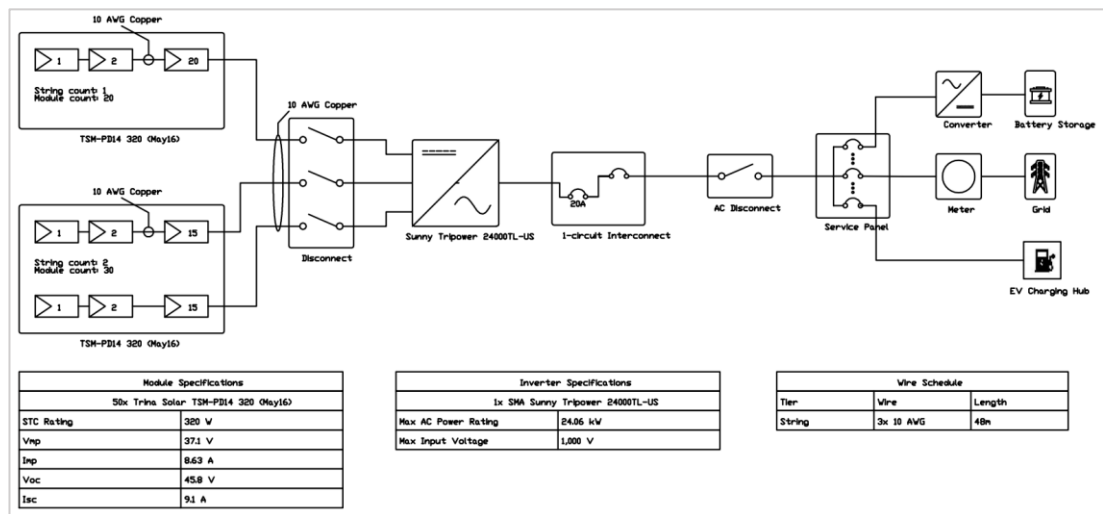 10 AWG Copper
1
2
20
String count: 1
Module count: 20
TSM-PD14 320 (May16)
10 AWG Copper
10 AWG Copper
1
2
15
String count: 2
Module count: 30
1
2
15
TSM-PD14 320 (May16)
Disconnect
Sunny Tripower 24000TL-US
20A
1-circuit Interconnect
AC Disconnect
Service Panel
Converter
Battery Storage
Meter
Grid
EV Charging Hub
Module Specifications
50x Trina Solar TSM-PD14 320 (May16)
STC Rating 320 W
Vmp 37.1 V
Imp 8.63 A
Voc 45.8 V
Isc 9.1 A
Inverter Specifications
1x SMA Sunny Tripower 24000TL-US
Max AC Power Rating 24.06 kW
Max Input Voltage 1,000 V
Wire Schedule
Tier Wire Length
String 3x 10 AWG 48m